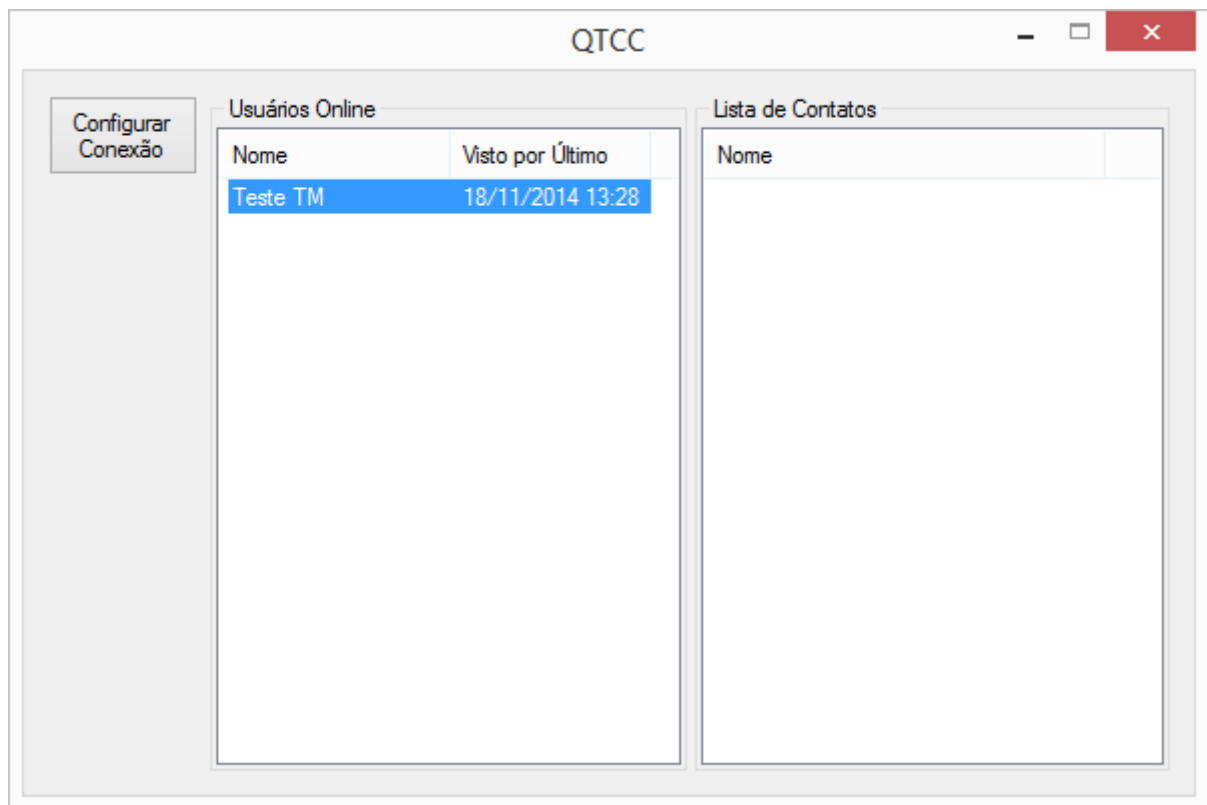 QTCC
Configurar
Conexão
Usuários Online
Nome Visto por Último
Teste TM 18/11/2014 13:28
Lista de Contatos
Nome